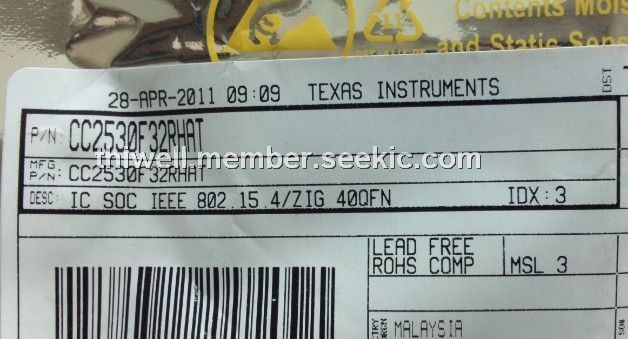 Contents Mois
and Static Sens
28-APR-2011 09:09 TEXAS INSTRUMENTS
DST
P/N: CC2530F32RHAT
thlwell.member.seekic.com
MFG
P/N: CC2530F32RHAT
DESC: IC SOC IEEE 802.15.4/ZIG 40QFN IDX: 3
LEAD FREE
ROHS COMP MSL 3
MALAYSIA